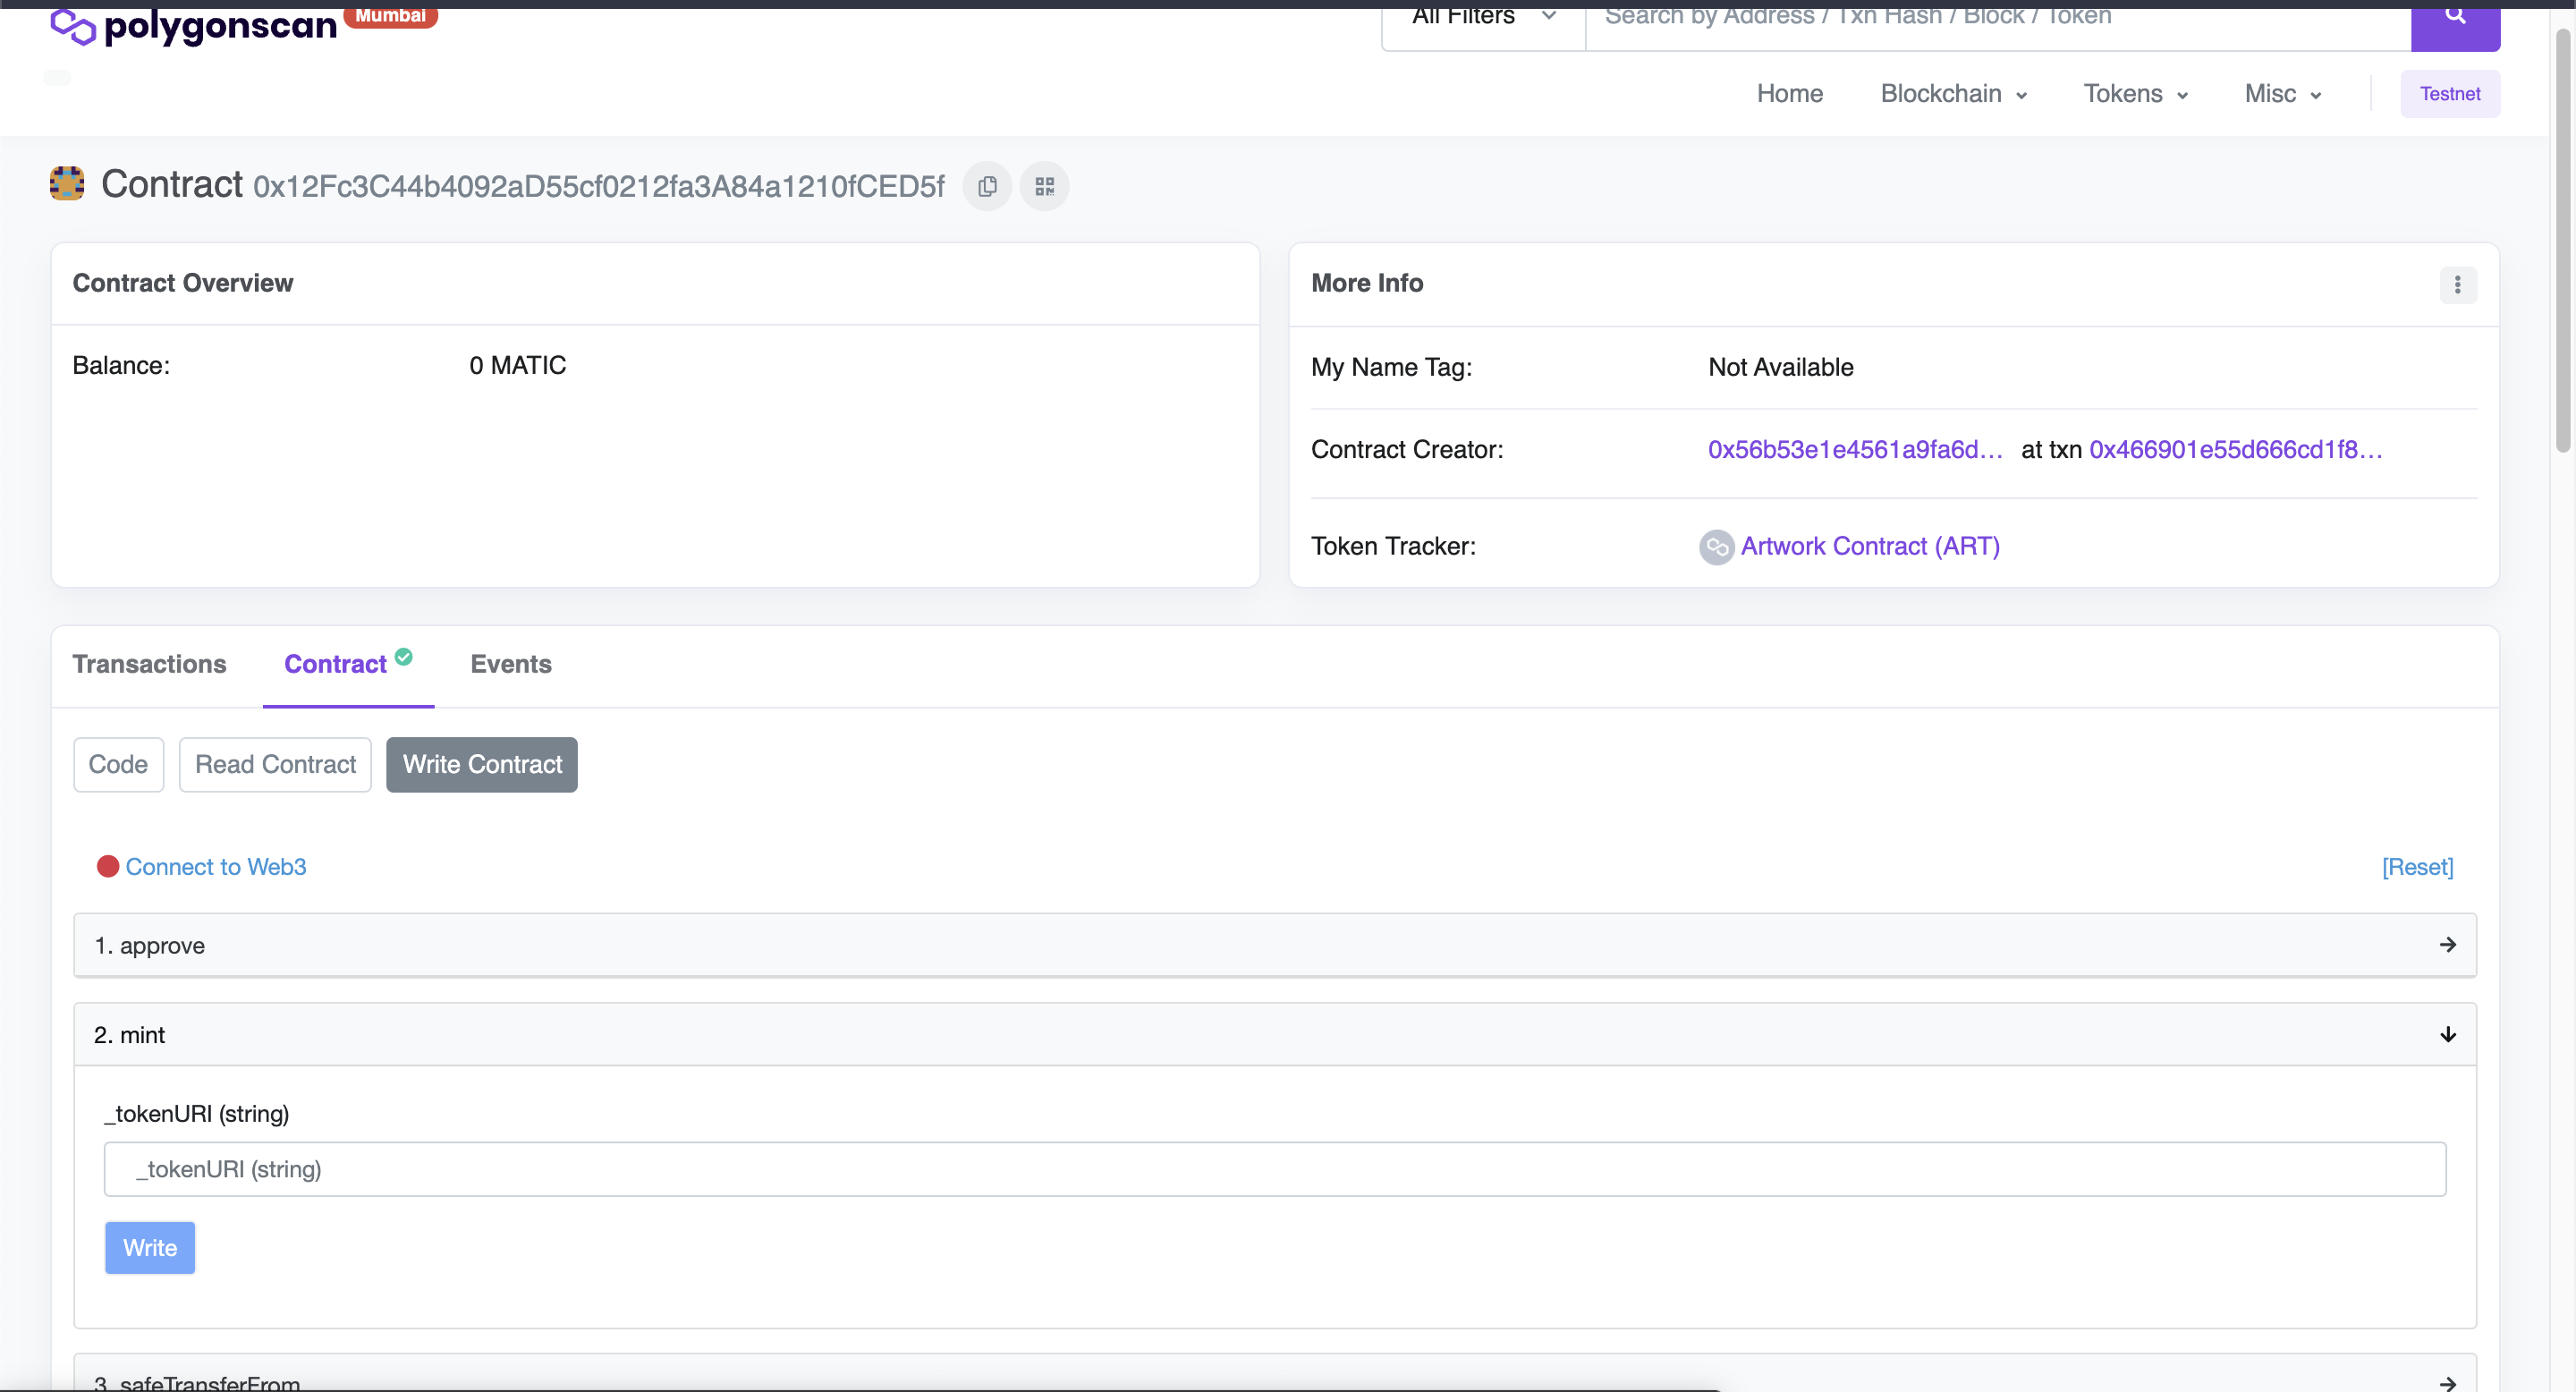 polygonscan Mumbai
All Filters
Search by Address / Txn Hash / Block / Token
Home Blockchain Tokens Misc Testnet
Contract 0x12Fc3C44b4092aD55cf0212fa3A84a1210fCED5f
Contract Overview
Balance: 0 MATIC
More Info
My Name Tag: Not Available
Contract Creator: 0x56b53e1e4561a9fa6d... at txn 0x466901e55d666cd1f8...
Token Tracker: Artwork Contract (ART)
Transactions Contract Events
Code Read Contract Write Contract
Connect to Web3 [Reset]
1. approve
2. mint
_tokenURI (string)
_tokenURI (string)
Write
3. safeTransferFrom